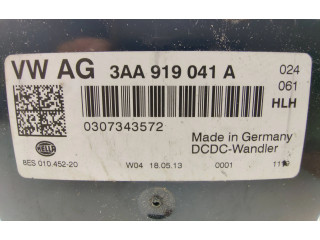 VW AG 3AA 919 041 A 024
061
HLH
0307343572
Made in Germany
DCDC-Wandler
HELLA
8ES 010.452-20 W04 18.05.13 0001